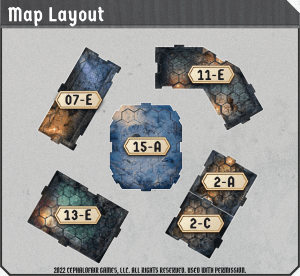 Map Layout
11-E
07-E
15-A
2-A
13-E
2-C
2022 CEPHALOFAIR GAMES, LLC. ALL RIGHTS RESERVED. USED WITH PERMISSION.